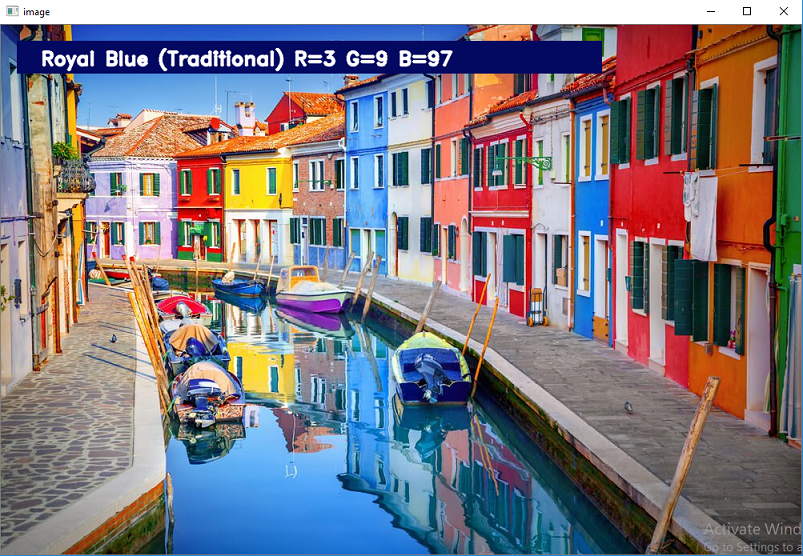 image
Royal Blue (Traditional) R=3 G=9 B=97
Activate Wind
Go to Settings to a